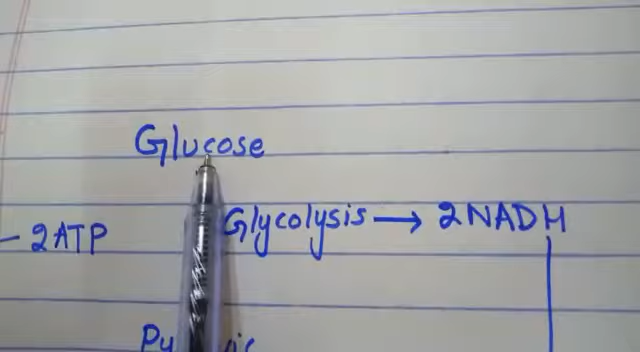 Glucose
Glycolysis → 2NADH
– 2ATP